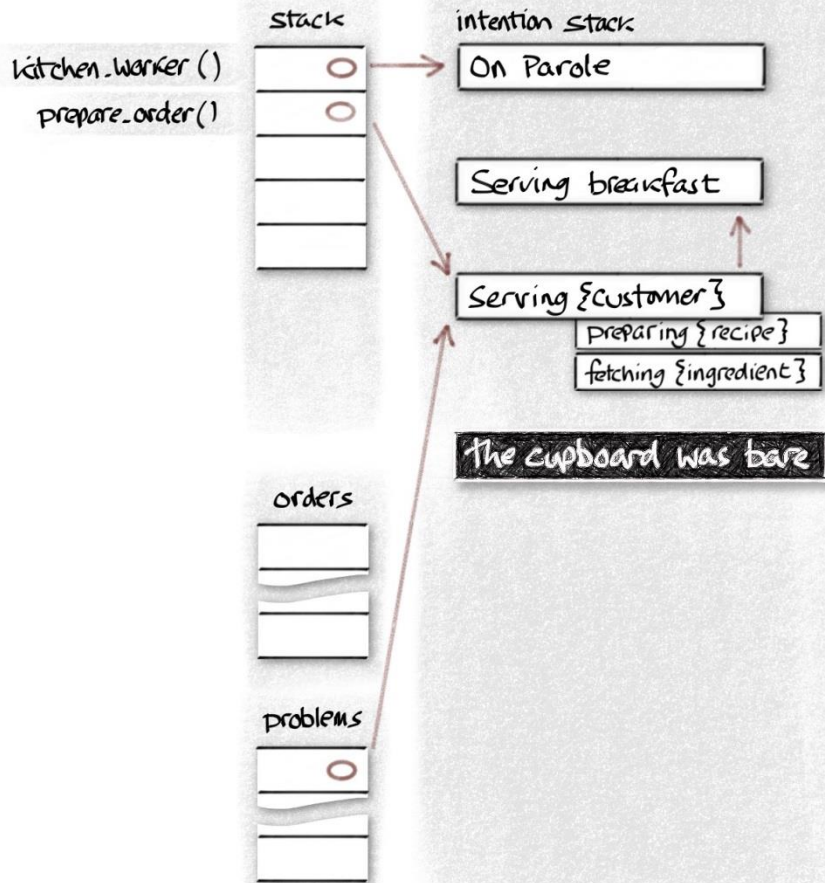 stack
intention stack
kitchen_worker()
On Parole
prepare_order()
Serving breakfast
Serving {customer}
preparing {recipe}
fetching {ingredient}
the cupboard was bare
orders
problems